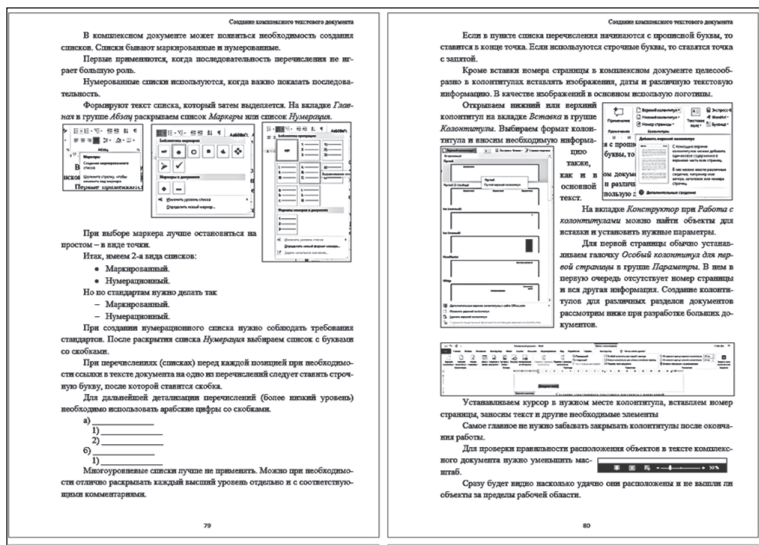 Создание комплексного текстового документа
В комплексном документе может появиться необходимость создания
списков. Списки бывают маркированные и нумерованные.
Первые применяются, когда последовательность перечисления не иг-
рает большую роль.
Нумерованные списки используются, когда важно показать последова-
тельность.
Формируют текст списка, который затем выделяется. На вкладке Глав-
ная в группе Абзац раскрываем список Маркеры или список Нумерация.
При выборе маркера лучше остановиться на
простом – в виде точки.
Итак, имеем 2-а вида списков:
● Маркированный.
● Нумерационный.
Но по стандартам нужно делать так
– Маркированный.
– Нумерационный.
При создании нумерационного списка нужно соблюдать требования
стандартов. После раскрытия списка Нумерация выбираем список с буквами
со скобками.
При перечислениях (списках) перед каждой позицией при необходимо-
сти ссылки в тексте документа на одно из перечислений следует ставить строч-
ную букву, после которой ставится скобка.
Для дальнейшей детализации перечислений (более низкий уровень)
необходимо использовать арабские цифры со скобками.
а) ____________
1) ____________
2) ____________
б) ____________
1) ____________
Многоуровневые списки лучше не применять. Можно при необходимо-
сти отлично раскрывать каждый высший уровень отдельно и с соответствую-
щими комментариями.
79
Создание комплексного текстового документа
Если в пункте списка перечисления начинаются с прописной буквы, то
ставится в конце точка. Если используются строчные буквы, то ставятся точка
с запятой.
Кроме вставки номера страницы в комплексном документе целесооб-
разно в колонтитулах вставлять изображения, даты и различную текстовую
информацию. В качестве изображений в основном использую логотипы.
Открываем нижний или верхний
колонтитул на вкладке Вставка в группе
Колонтитулы. Выбираем формат колон-
титула и вносим необходимую информа-
цию
также,
как и в
основной
текст.
На вкладке Конструктор при Работа с
колонтитулами можно найти объекты для
вставки и установить нужные параметры.
Для первой страницы обычно устанав-
ливаем галочку Особый колонтитул для пер-
вой страницы в группе Параметры. В нем в
первую очередь отсутствует номер страницы
и вся другая информация. Создание колонти-
тулов для различных разделов документов
рассмотрим ниже при разработке больших до-
кументов.
Устанавливаем курсор в нужном месте колонтитула, вставляем номер
страницы, заносим текст и другие необходимые элементы
Самое главное не нужно забывать закрывать колонтитулы после оконча-
ния работы.
Для проверки правильности расположения объектов в тексте комплекс-
ного документа нужно уменьшить мас-
штаб.
Сразу будет видно насколько удачно они расположены и не вышли ли
объекты за пределы рабочей области.
80